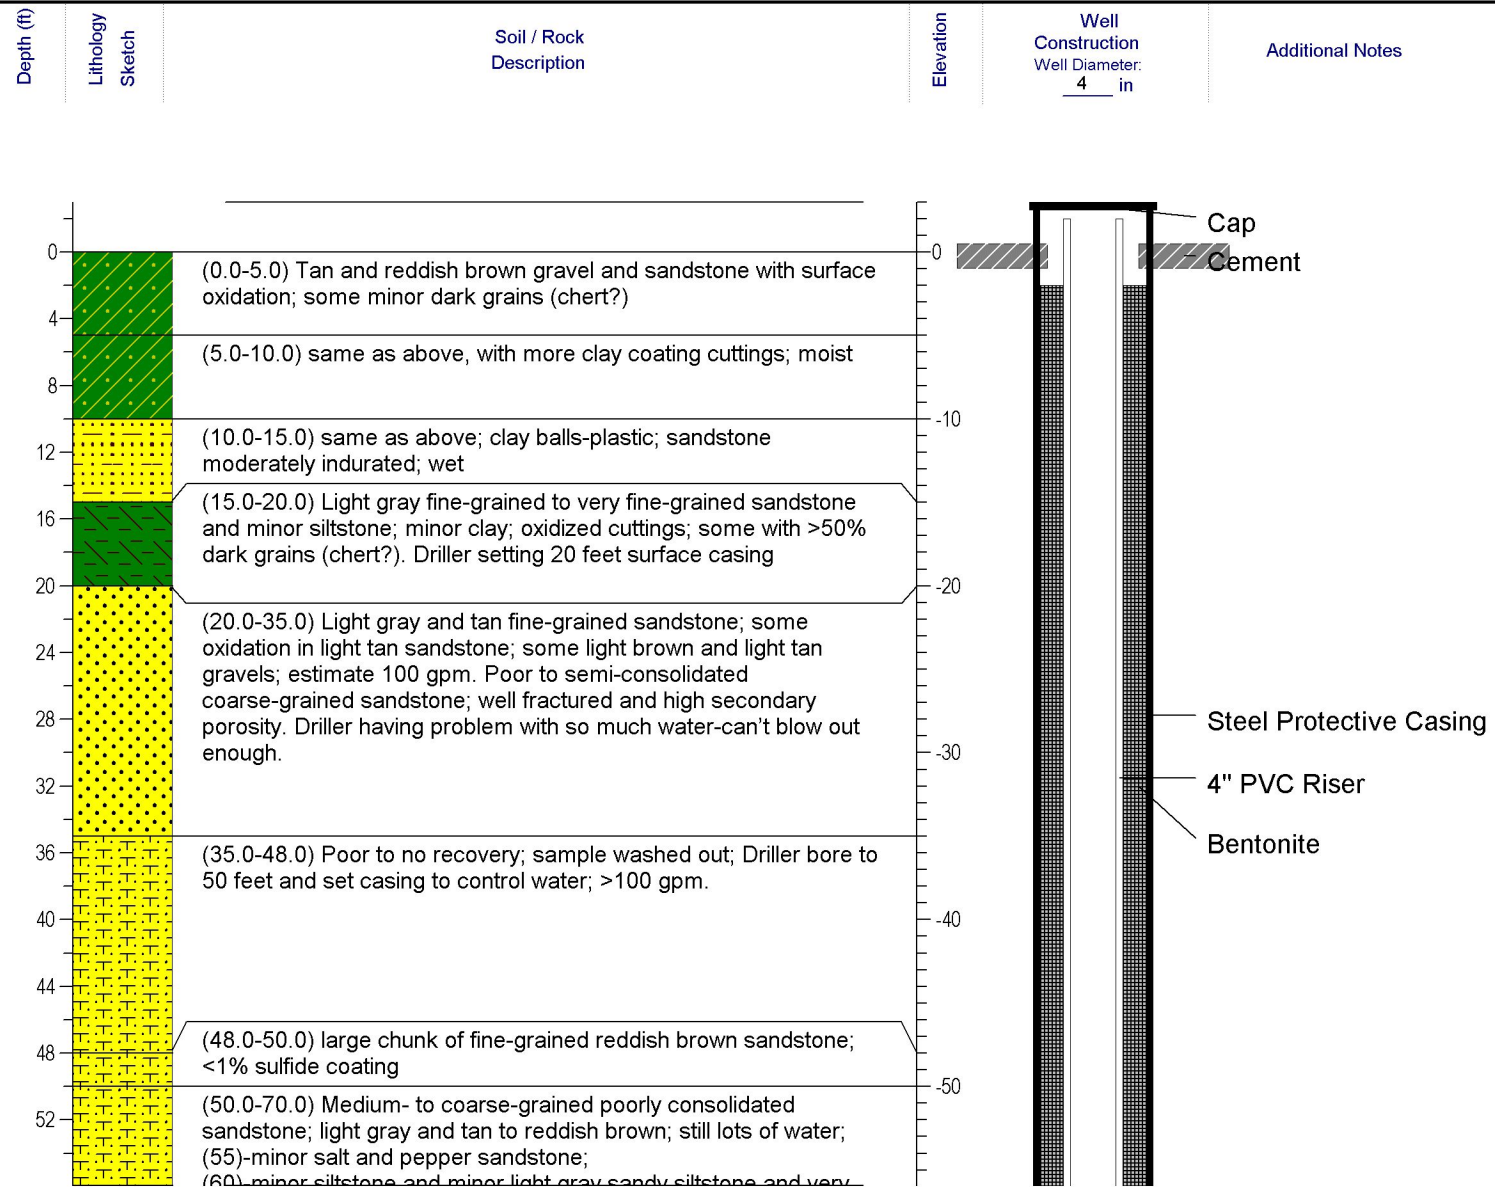 Depth (ft)
Lithology
Sketch
Soil / Rock
Description
Elevation
Well
Construction
Well Diameter:
4 in
Additional Notes
Cap
0
0
Cement
(0.0-5.0) Tan and reddish brown gravel and sandstone with surface
oxidation; some minor dark grains (chert?)
4
(5.0-10.0) same as above, with more clay coating cuttings; moist
8
-10
(10.0-15.0) same as above; clay balls-plastic; sandstone
moderately indurated; wet
12
(15.0-20.0) Light gray fine-grained to very fine-grained sandstone
and minor siltstone; minor clay; oxidized cuttings; some with >50%
dark grains (chert?). Driller setting 20 feet surface casing
16
20
-20
(20.0-35.0) Light gray and tan fine-grained sandstone; some
oxidation in light tan sandstone; some light brown and light tan
gravels; estimate 100 gpm. Poor to semi-consolidated
coarse-grained sandstone; well fractured and high secondary
porosity. Driller having problem with so much water-can't blow out
enough.
24
28
Steel Protective Casing
-30
32
4" PVC Riser
Bentonite
36
(35.0-48.0) Poor to no recovery; sample washed out; Driller bore to
50 feet and set casing to control water; >100 gpm.
40
-40
44
(48.0-50.0) large chunk of fine-grained reddish brown sandstone;
<1% sulfide coating
48
-50
(50.0-70.0) Medium- to coarse-grained poorly consolidated
sandstone; light gray and tan to reddish brown; still lots of water;
(55)-minor salt and pepper sandstone;
(60)-minor siltstone and minor light gray sandy siltstone and very
52